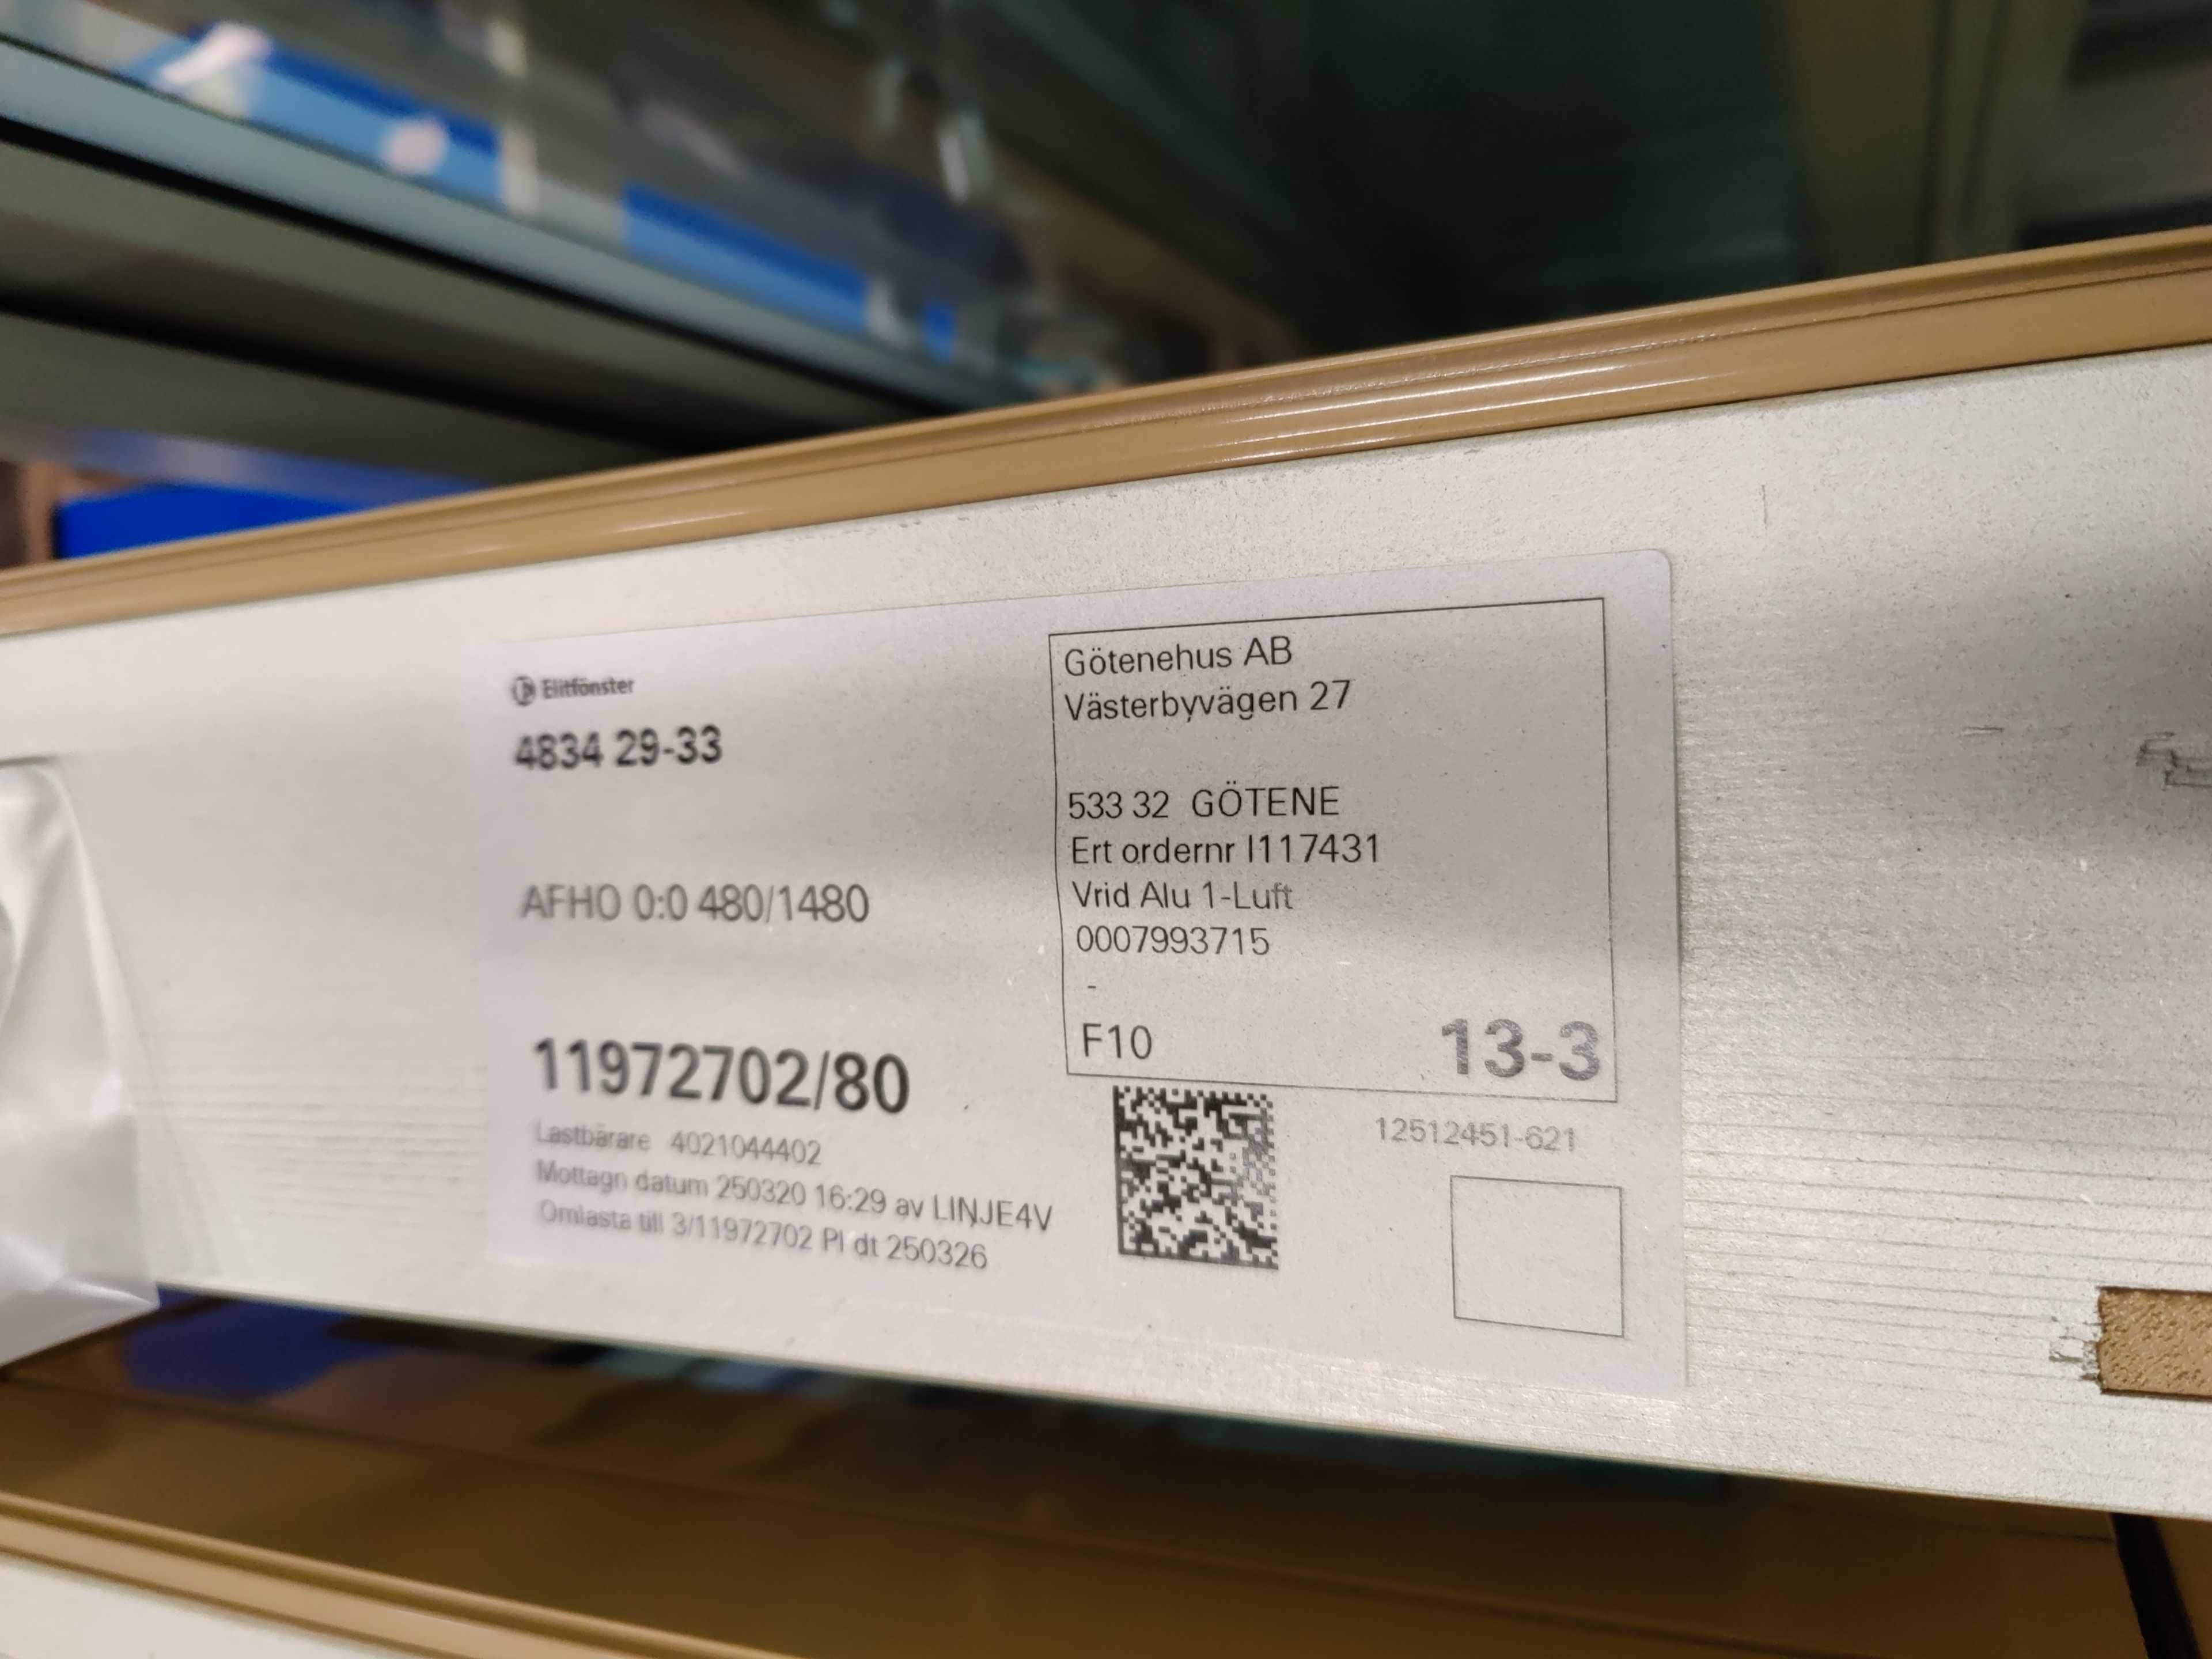 Elitfönster
4834 29-33
AFHO 0:0 480/1480
11972702/80
Lastbärare 4021044402
Mottagn datum 250320 16:29 av LINJE4V
Omlasta till 3/11972702 Pl dt 250326
Götenehus AB
Västerbyvägen 27
533 32 GÖTENE
Ert ordernr I117431
Vrid Alu 1-Luft
0007993715
-
F10
13-3
12512451-621